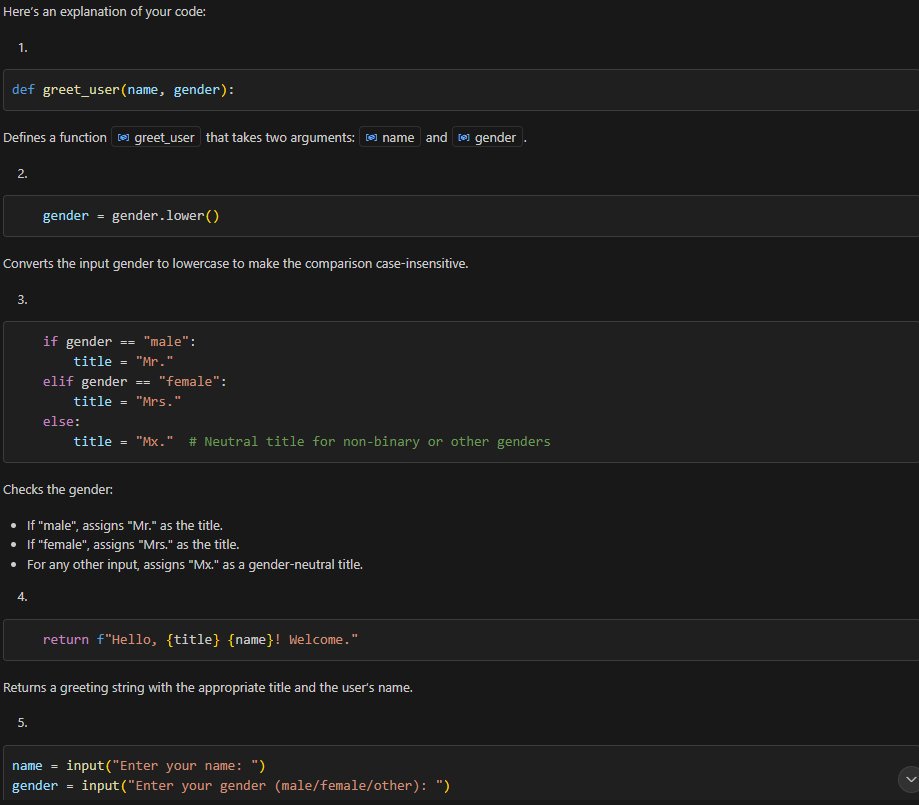 Here's an explanation of your code:
1.
def greet_user(name, gender):
Defines a function greet_user that takes two arguments: name and gender .
2.
gender = gender.lower()
Converts the input gender to lowercase to make the comparison case-insensitive.
3.
if gender == "male":
title = "Mr."
elif gender == "female":
title = "Mrs."
else:
title = "Mx."  # Neutral title for non-binary or other genders
Checks the gender:
• If "male", assigns "Mr." as the title.
• If "female", assigns "Mrs." as the title.
• For any other input, assigns "Mx." as a gender-neutral title.
4.
return f"Hello, {title} {name}! Welcome."
Returns a greeting string with the appropriate title and the user's name.
5.
name = input("Enter your name: ")
gender = input("Enter your gender (male/female/other): ")